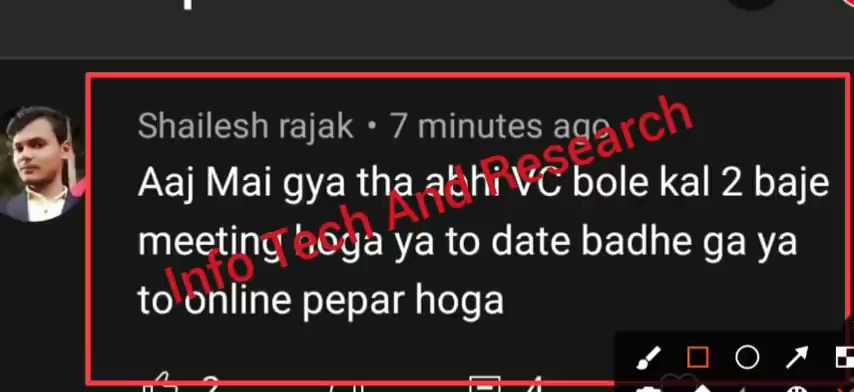 Shailesh rajak • 7 minutes ago
Aaj Mai gya tha abhi VC bole kal 2 baje
meeting hoga ya to date badhe ga ya
to online pepar hoga
Info Tech And Research